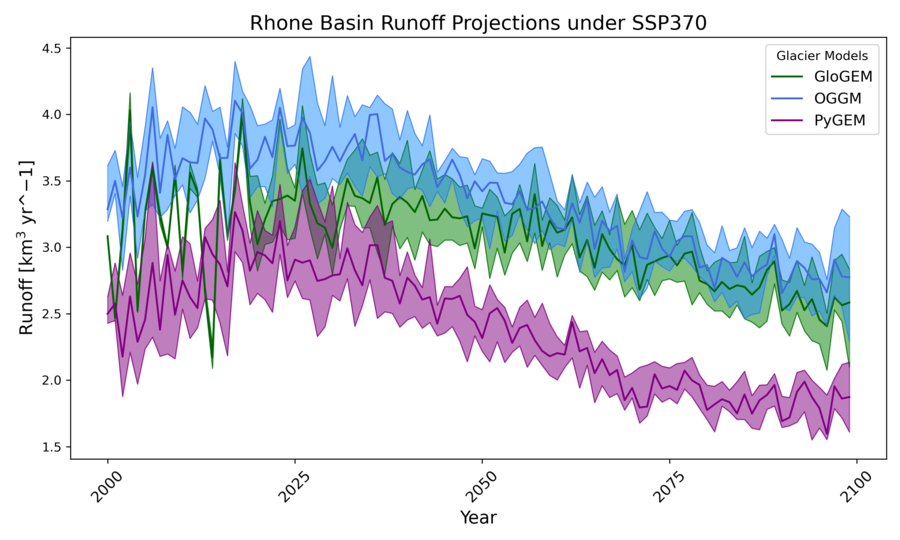 Rhone Basin Runoff Projections under SSP370
Glacier Models
GloGEM
OGGM
PyGEM
Runoff [km³ yr^−1]
4.5
4.0
3.5
3.0
2.5
2.0
1.5
2000
2025
2050
2075
2100
Year